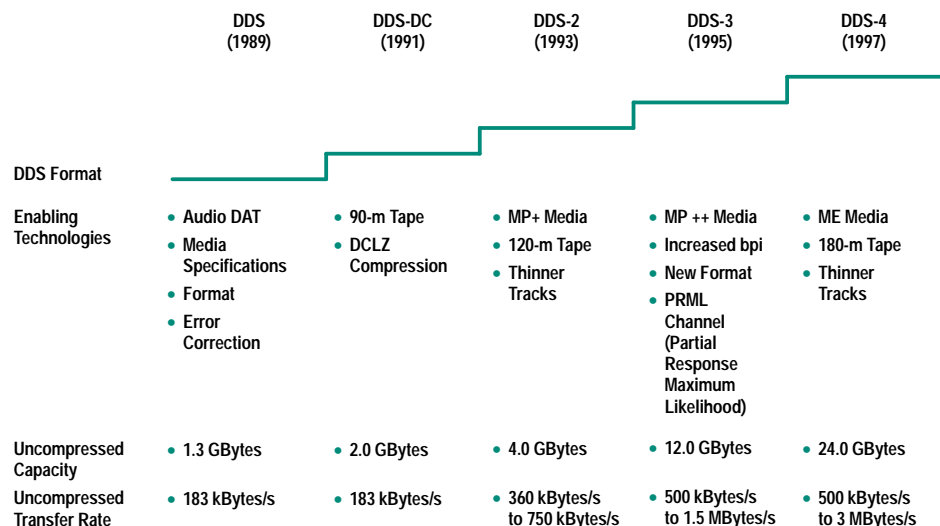 DDS DDS-DC DDS-2 DDS-3 DDS-4
(1989) (1991) (1993) (1995) (1997)
DDS Format
Enabling
Technologies
• Audio DAT
• Media
Specifications
• Format
• Error
Correction
• 90-m Tape
• DCLZ
Compression
• MP+ Media
• 120-m Tape
• Thinner
Tracks
• MP ++ Media
• Increased bpi
• New Format
• PRML
Channel
(Partial
Response
Maximum
Likelihood)
• ME Media
• 180-m Tape
• Thinner
Tracks
Uncompressed
Capacity
• 1.3 GBytes
• 2.0 GBytes
• 4.0 GBytes
• 12.0 GBytes
• 24.0 GBytes
Uncompressed
Transfer Rate
• 183 kBytes/s
• 183 kBytes/s
• 360 kBytes/s
to 750 kBytes/s
• 500 kBytes/s
to 1.5 MBytes/s
• 500 kBytes/s
to 3 MBytes/s